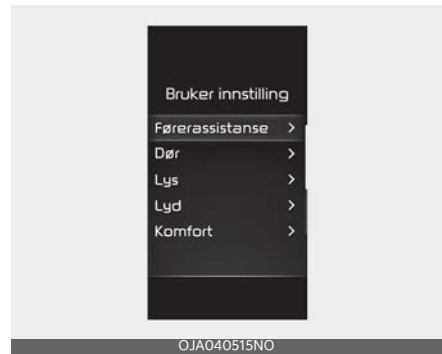 Bruker innstilling
Førerassistanse >
Dør >
Lys >
Lyd >
Komfort >
OJA040515NO